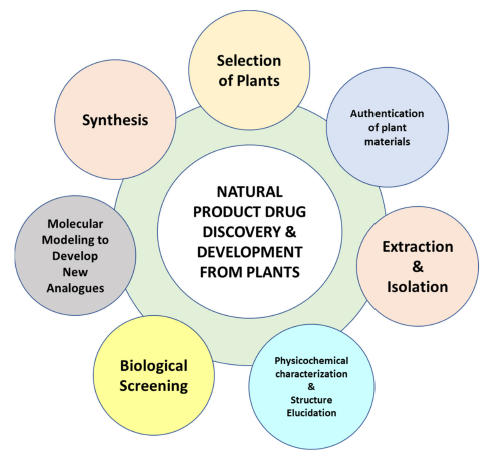 Selection
of Plants
Authentication
of plant
materials
Extraction
&
Isolation
Physicochemical
characterization
&
Structure
Elucidation
Biological
Screening
Molecular
Modeling to
Develop
New
Analogues
Synthesis
NATURAL
PRODUCT DRUG
DISCOVERY &
DEVELOPMENT
FROM PLANTS